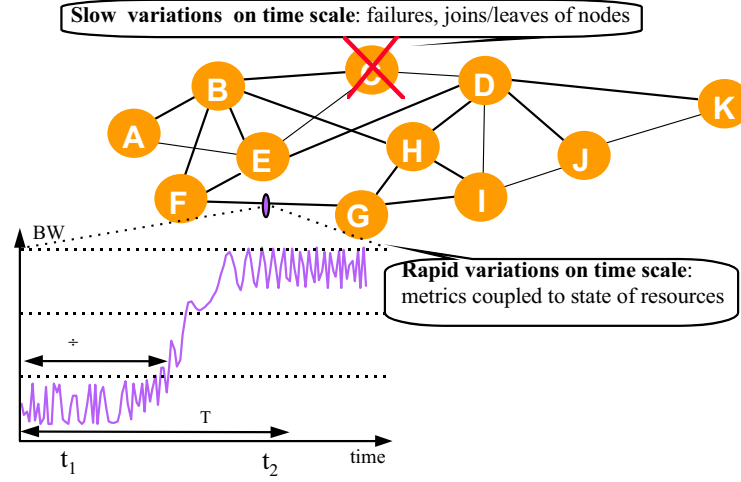 Slow variations on time scale: failures, joins/leaves of nodes
C
B
D
K
A
E
H
J
F
G
I
BW
Rapid variations on time scale:
metrics coupled to state of resources
÷
T
t1
t2
time